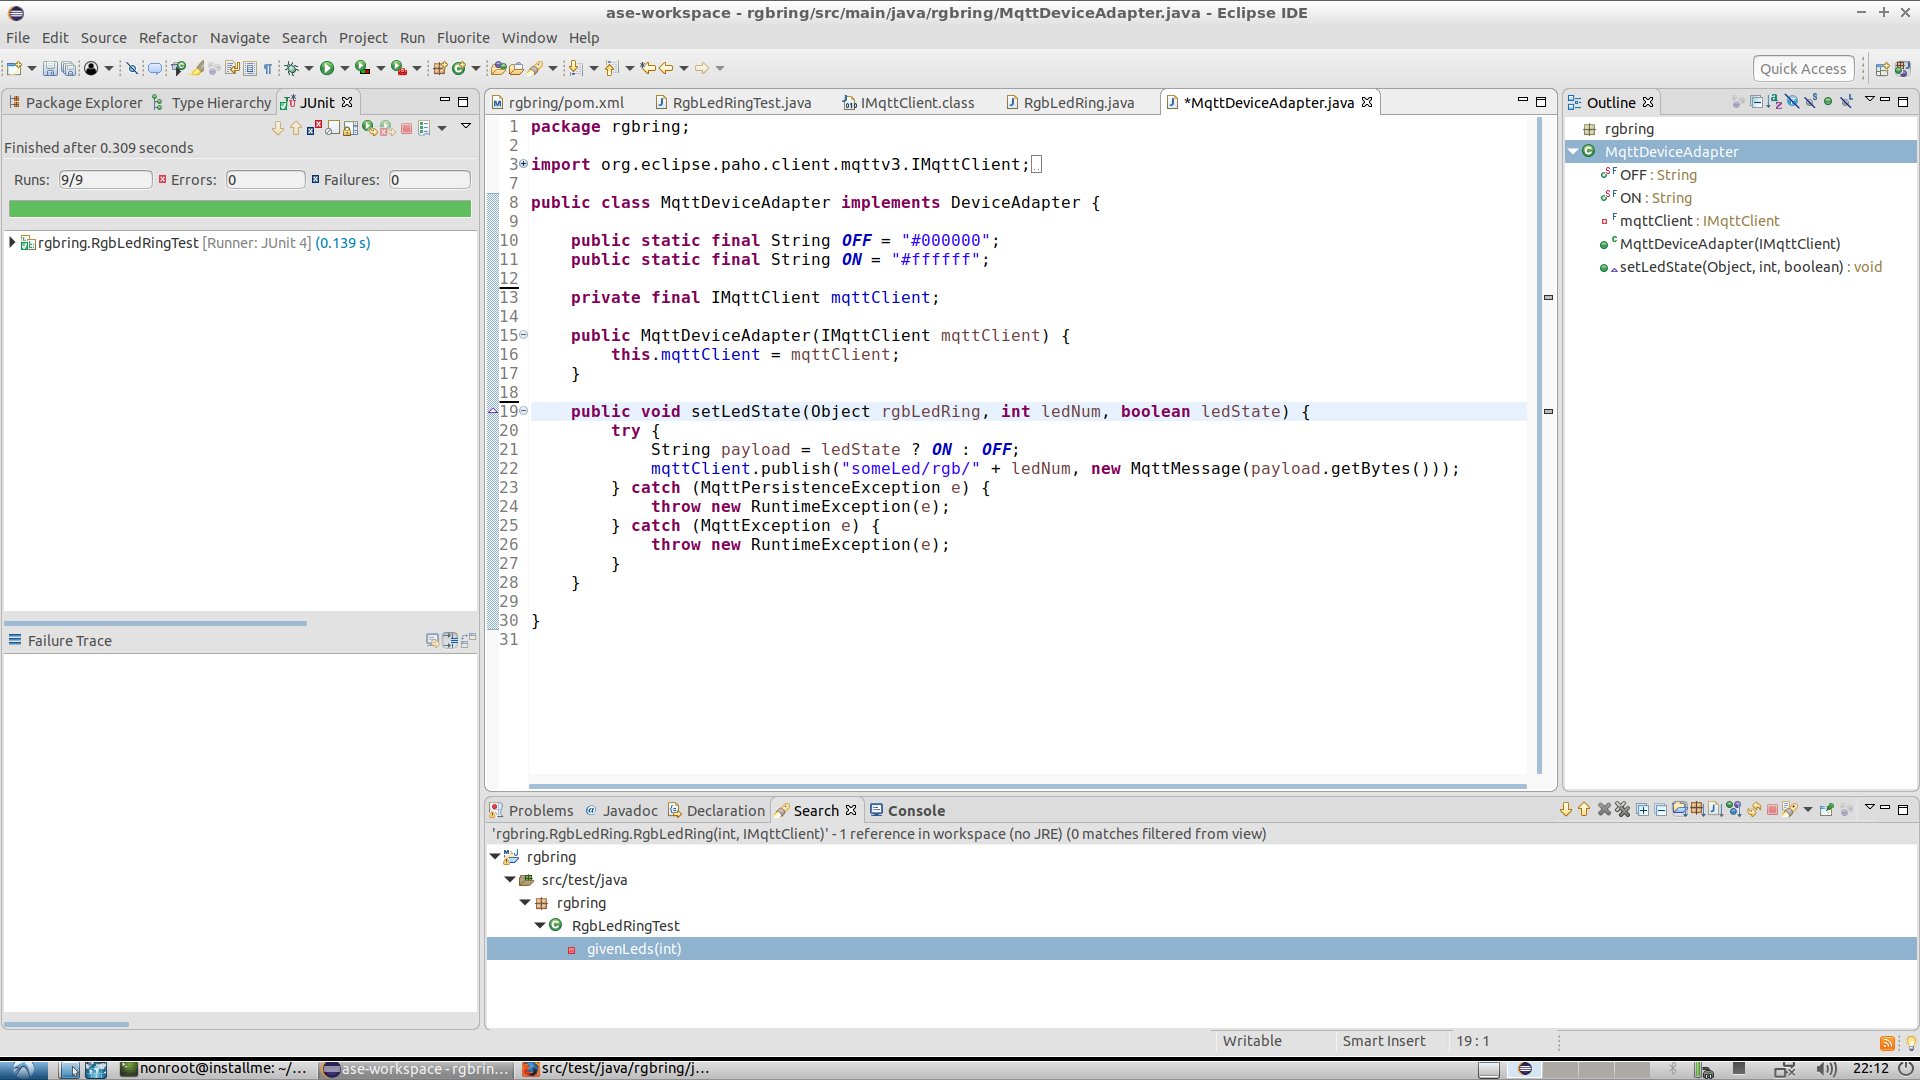 ase-workspace - rgbring/src/main/java/rgbring/MqttDeviceAdapter.java - Eclipse IDE
File Edit Source Refactor Navigate Search Project Run Fluorite Window Help
Quick Access
Package Explorer Type Hierarchy JUnit
Finished after 0.309 seconds
Runs: 9/9 Errors: 0 Failures: 0
rgbring.RgbLedRingTest [Runner: JUnit 4] (0.139 s)
Failure Trace
rgbring/pom.xml RgbLedRingTest.java IMqttClient.class RgbLedRing.java *MqttDeviceAdapter.java
1 package rgbring;
2
3 import org.eclipse.paho.client.mqttv3.IMqttClient;
7
8 public class MqttDeviceAdapter implements DeviceAdapter {
9
10 public static final String OFF = "#000000";
11 public static final String ON = "#ffffff";
12
13 private final IMqttClient mqttClient;
14
15 public MqttDeviceAdapter(IMqttClient mqttClient) {
16 this.mqttClient = mqttClient;
17 }
18
19 public void setLedState(Object rgbLedRing, int ledNum, boolean ledState) {
20 try {
21 String payload = ledState ? ON : OFF;
22 mqttClient.publish("someLed/rgb/" + ledNum, new MqttMessage(payload.getBytes()));
23 } catch (MqttPersistenceException e) {
24 throw new RuntimeException(e);
25 } catch (MqttException e) {
26 throw new RuntimeException(e);
27 }
28 }
29
30 }
31
Outline
rgbring
MqttDeviceAdapter
OFF : String
ON : String
mqttClient : IMqttClient
MqttDeviceAdapter(IMqttClient)
setLedState(Object, int, boolean) : void
Problems Javadoc Declaration Search Console
'rgbring.RgbLedRing.RgbLedRing(int, IMqttClient)' - 1 reference in workspace (no JRE) (0 matches filtered from view)
rgbring
src/test/java
rgbring
RgbLedRingTest
givenLeds(int)
Writable Smart Insert 19 : 1
nonroot@installme: ~/... ase-workspace - rgbrin... src/test/java/rgbring/j... 22:12